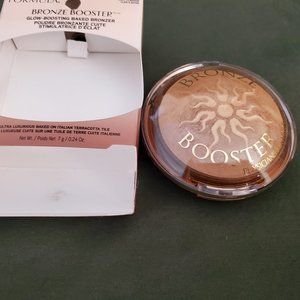 FORMULA
BRONZE BOOSTER
GLOW-BOOSTING BAKED BRONZER
POUDRE BRONZANTE CUITE
STIMULATRICE D'ÉCLAT
ULTRA LUXURIOUS BAKED ON ITALIAN TERRACOTTA TILE
LUXUEUSE CUITE SUR UNE TUILE DE TERRE CUITE ITALIENNE
Net Wt. / Poids Net 7 g / 0.24 Oz.
BRONZE
BOOSTER
PHYSICIANS